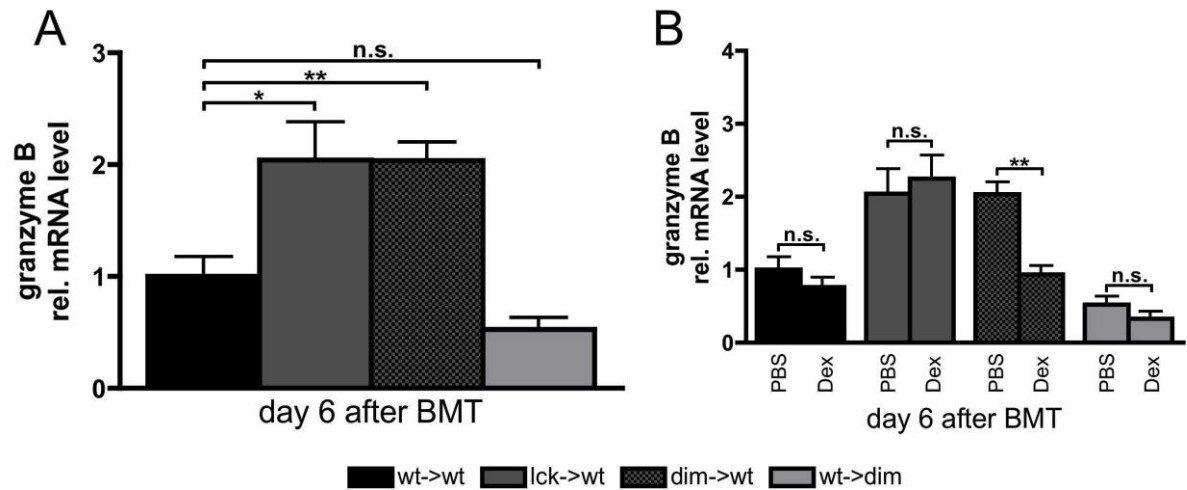 A
granzyme B
rel. mRNA level
3
2
1
0
n.s.
**
*
day 6 after BMT
B
granzyme B
rel. mRNA level
4
3
2
1
0
n.s.
n.s.
**
n.s.
PBS Dex PBS Dex PBS Dex PBS Dex
day 6 after BMT
wt->wt lck->wt dim->wt wt->dim